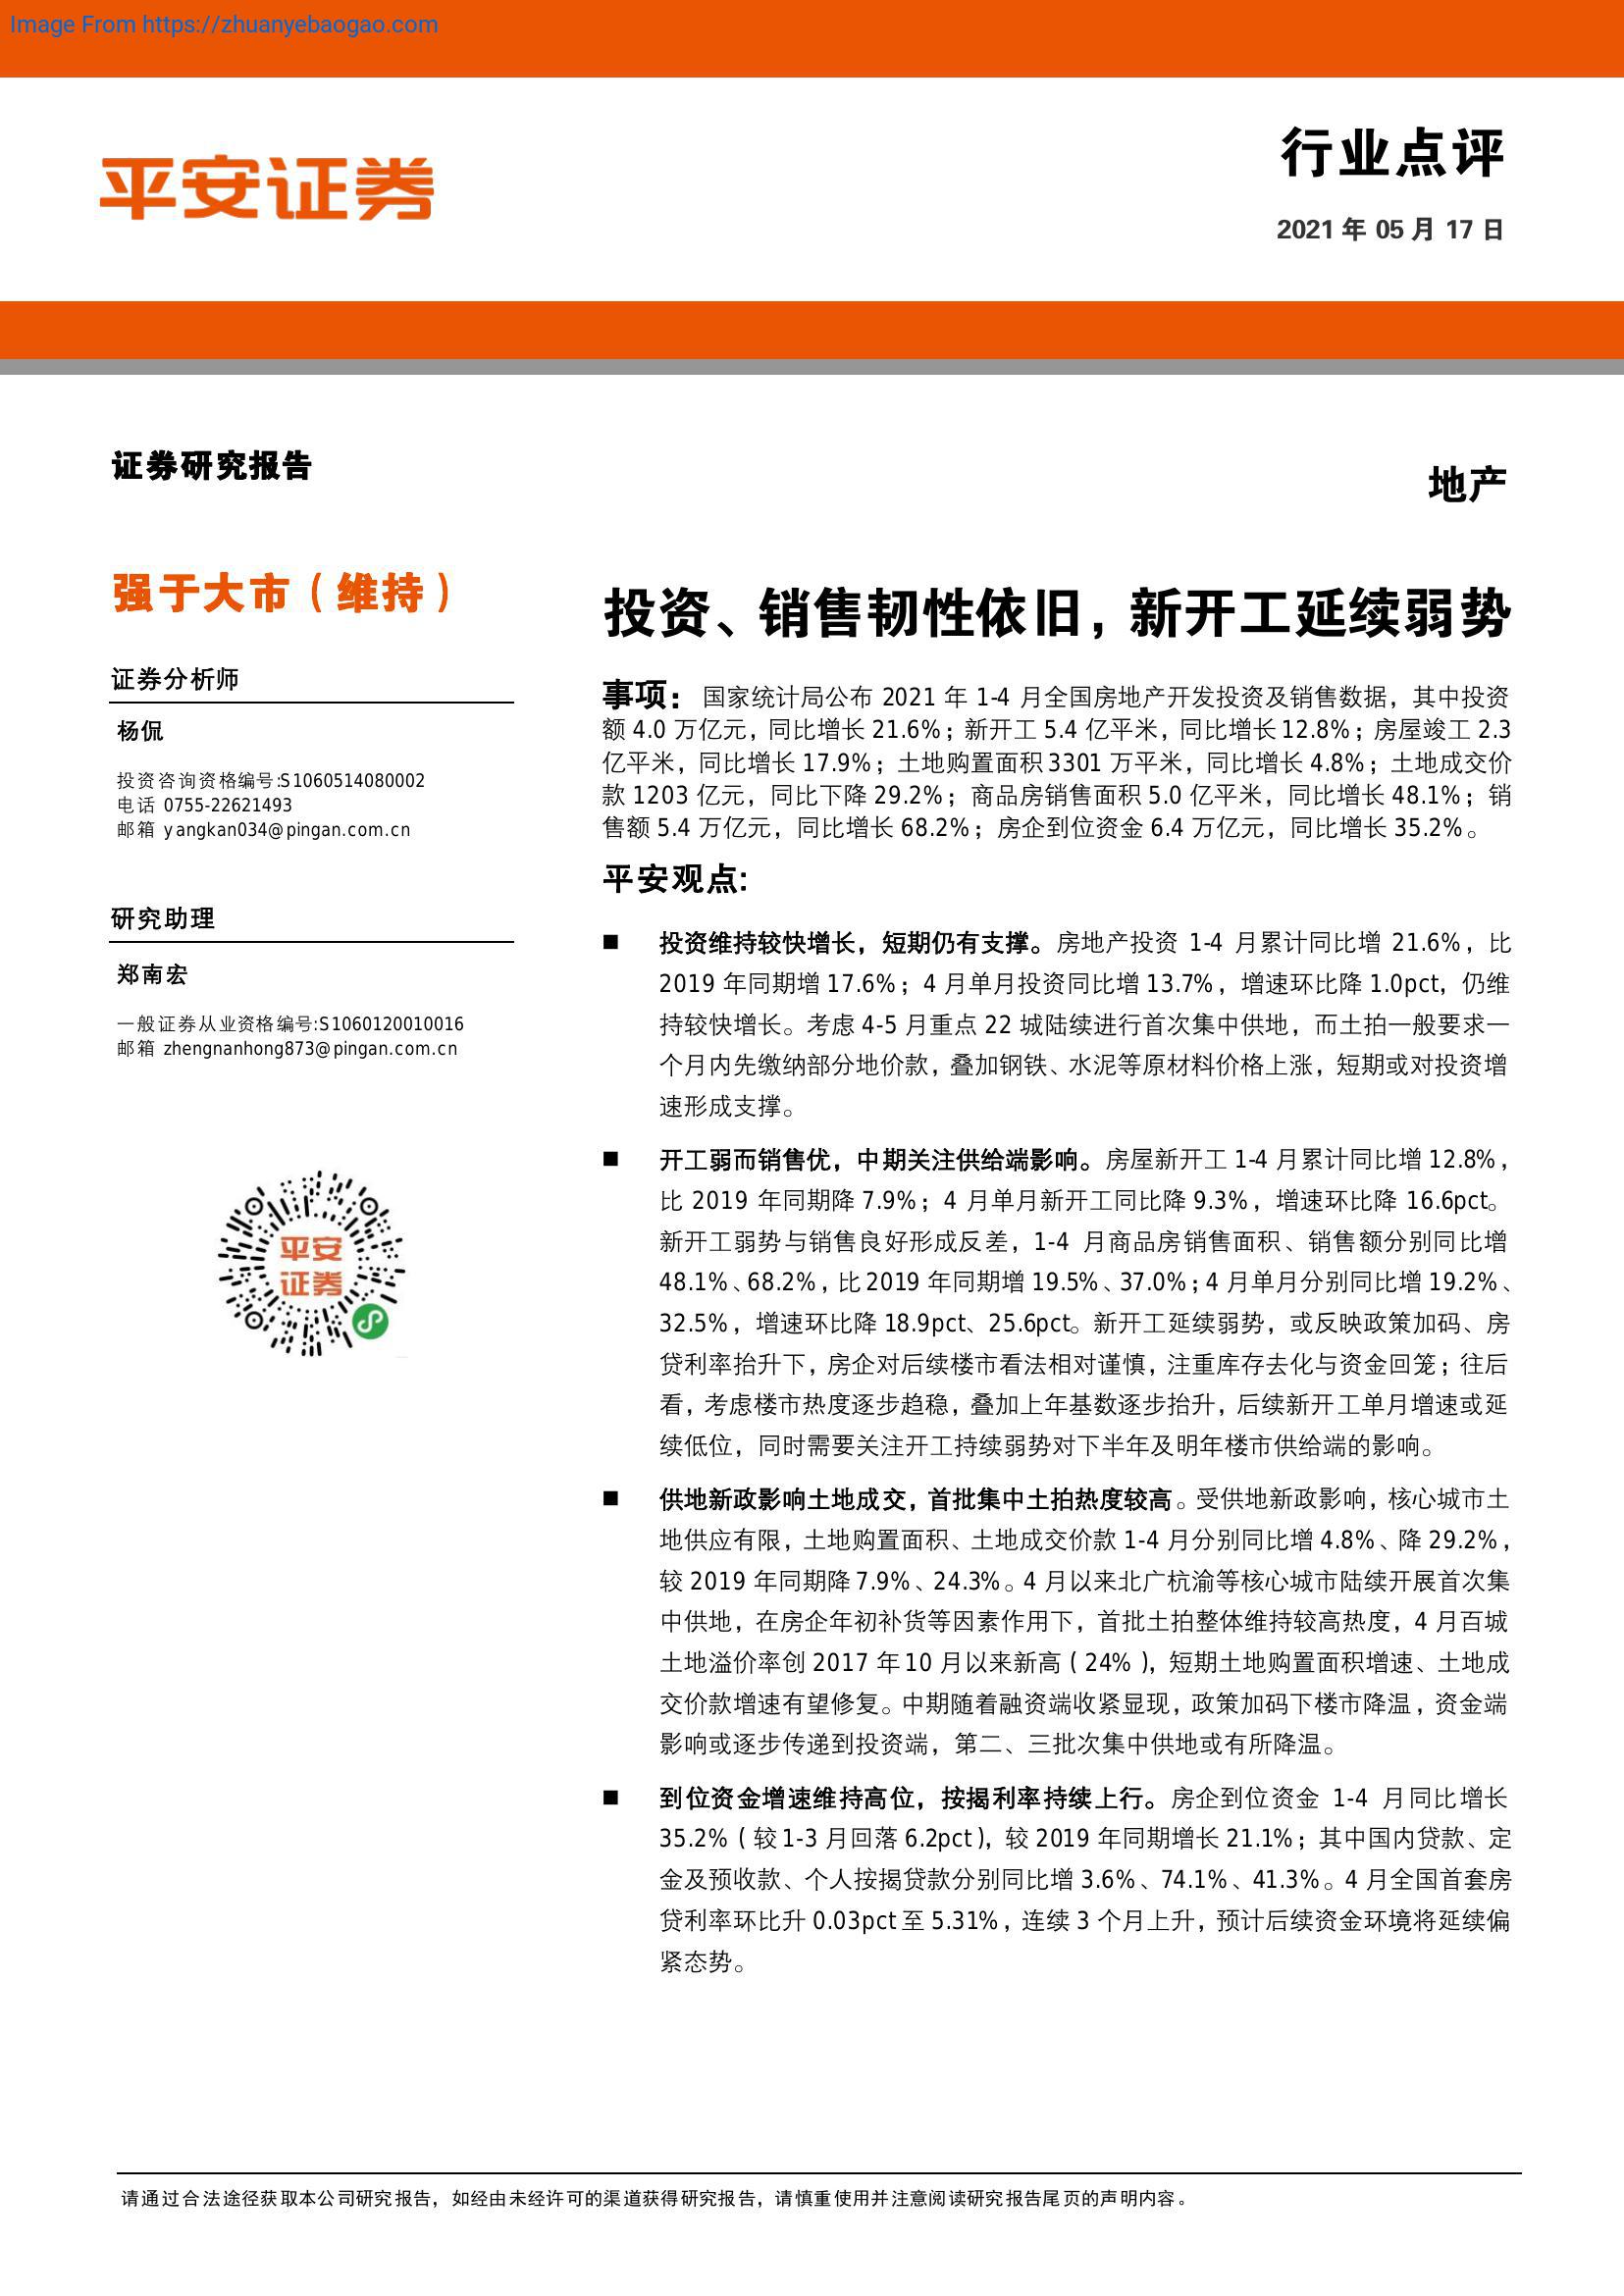 Image From https://zhuanyebaogao.com
平安证券
行业点评
2021 年 05 月 17 日
证券研究报告
地产
强于大市（维持）
证券分析师
杨侃
投资咨询资格编号:S1060514080002
电话 0755-22621493
邮箱 yangkan034@pingan.com.cn
研究助理
郑南宏
一般证券从业资格编号:S1060120010016
邮箱 zhengnanhong873@pingan.com.cn
平安
证券
投资、销售韧性依旧，新开工延续弱势
事项：国家统计局公布 2021 年 1-4 月全国房地产开发投资及销售数据，其中投资
额 4.0 万亿元，同比增长 21.6%；新开工 5.4 亿平米，同比增长 12.8%；房屋竣工 2.3
亿平米，同比增长 17.9%；土地购置面积 3301 万平米，同比增长 4.8%；土地成交价
款 1203 亿元，同比下降 29.2%；商品房销售面积 5.0 亿平米，同比增长 48.1%；销
售额 5.4 万亿元，同比增长 68.2%；房企到位资金 6.4 万亿元，同比增长 35.2%。
平安观点:
■ 投资维持较快增长，短期仍有支撑。房地产投资 1-4 月累计同比增 21.6%，比
2019 年同期增 17.6%；4 月单月投资同比增 13.7%，增速环比降 1.0pct，仍维
持较快增长。考虑 4-5 月重点 22 城陆续进行首次集中供地，而土拍一般要求一
个月内先缴纳部分地价款，叠加钢铁、水泥等原材料价格上涨，短期或对投资增
速形成支撑。
■ 开工弱而销售优，中期关注供给端影响。房屋新开工 1-4 月累计同比增 12.8%，
比 2019 年同期降 7.9%；4 月单月新开工同比降 9.3%，增速环比降 16.6pct。
新开工弱势与销售良好形成反差，1-4 月商品房销售面积、销售额分别同比增
48.1%、68.2%，比 2019 年同期增 19.5%、37.0%；4 月单月分别同比增 19.2%、
32.5%，增速环比降 18.9pct、25.6pct。新开工延续弱势，或反映政策加码、房
贷利率抬升下，房企对后续楼市看法相对谨慎，注重库存去化与资金回笼；往后
看，考虑楼市热度逐步趋稳，叠加上年基数逐步抬升，后续新开工单月增速或延
续低位，同时需要关注开工持续弱势对下半年及明年楼市供给端的影响。
■ 供地新政影响土地成交，首批集中土拍热度较高。受供地新政影响，核心城市土
地供应有限，土地购置面积、土地成交价款 1-4 月分别同比增 4.8%、降 29.2%，
较 2019 年同期降 7.9%、24.3%。4 月以来北广杭渝等核心城市陆续开展首次集
中供地，在房企年初补货等因素作用下，首批土拍整体维持较高热度，4 月百城
土地溢价率创 2017 年 10 月以来新高（24%），短期土地购置面积增速、土地成
交价款增速有望修复。中期随着融资端收紧显现，政策加码下楼市降温，资金端
影响或逐步传递到投资端，第二、三批次集中供地或有所降温。
■ 到位资金增速维持高位，按揭利率持续上行。房企到位资金 1-4 月同比增长
35.2%（较 1-3 月回落 6.2pct），较 2019 年同期增长 21.1%；其中国内贷款、定
金及预收款、个人按揭贷款分别同比增 3.6%、74.1%、41.3%。4 月全国首套房
贷利率环比升 0.03pct 至 5.31%，连续 3 个月上升，预计后续资金环境将延续偏
紧态势。
请通过合法途径获取本公司研究报告，如经由未经许可的渠道获得研究报告，请慎重使用并注意阅读研究报告尾页的声明内容。